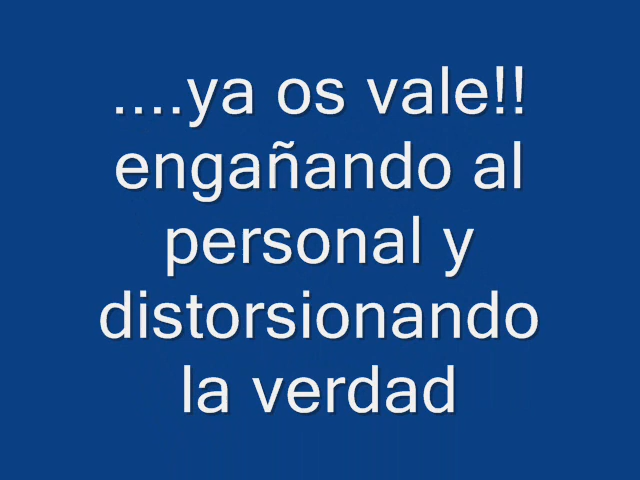 ....ya os vale!!
engañando al
personal y
distorsionando
la verdad